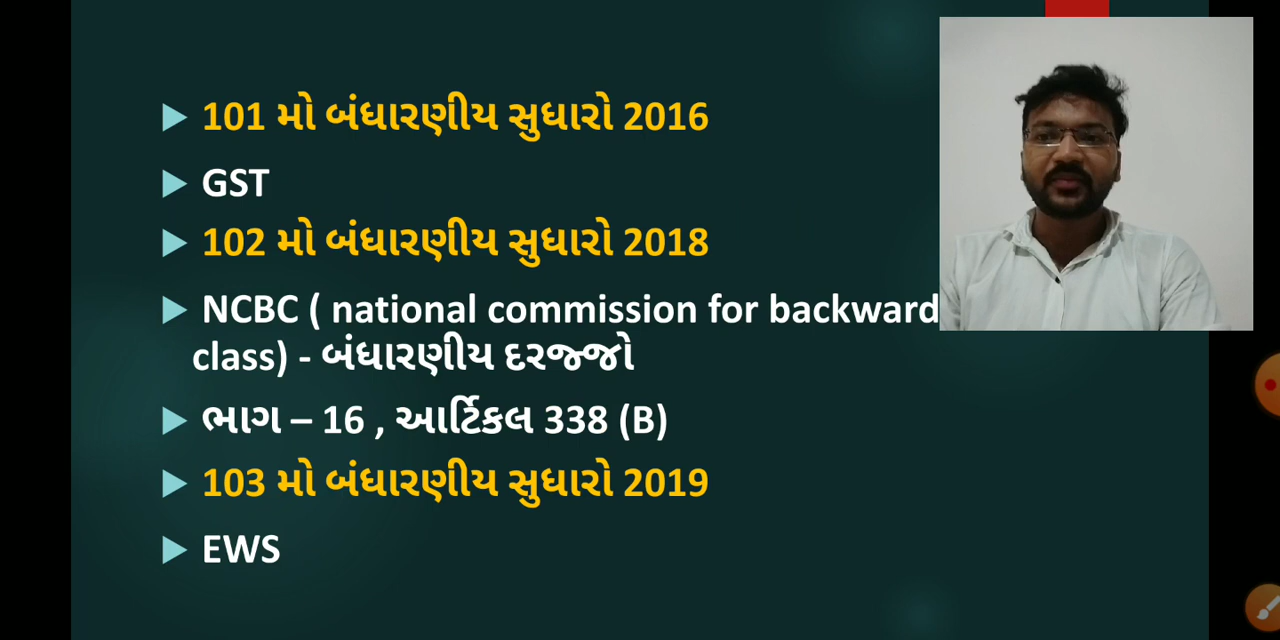 101 મો બંધારણીય સુધારો 2016
GST
102 મો બંધારણીય સુધારો 2018
NCBC ( national commission for backward
class) - બંધારણીય દરજ્જો
ભાગ – 16 , આર્ટિકલ 338 (B)
103 મો બંધારણીય સુધારો 2019
EWS